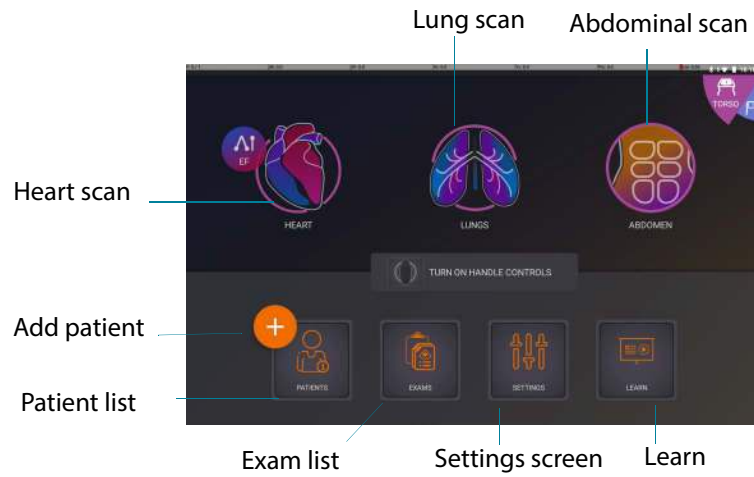 Lung scan
Abdominal scan
TORSO
EF
Heart scan
HEART
LUNGS
ABDOMEN
TURN ON HANDLE CONTROLS
Add patient
PATIENTS
EXAMS
SETTINGS
LEARN
Patient list
Exam list
Settings screen
Learn